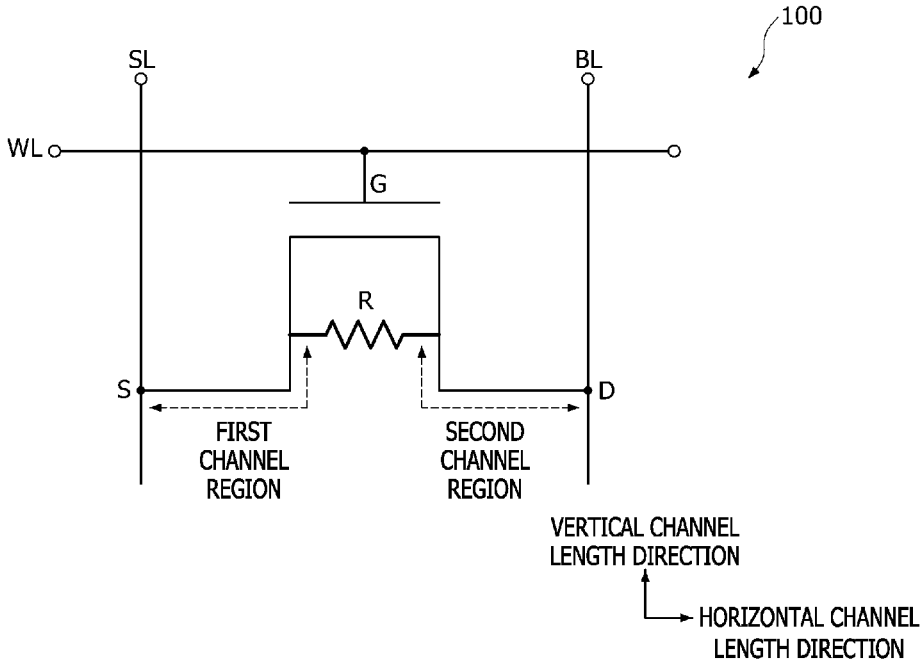 100
SL
BL
WL
G
R
S
D
FIRST
CHANNEL
REGION
SECOND
CHANNEL
REGION
VERTICAL CHANNEL
LENGTH DIRECTION
HORIZONTAL CHANNEL
LENGTH DIRECTION